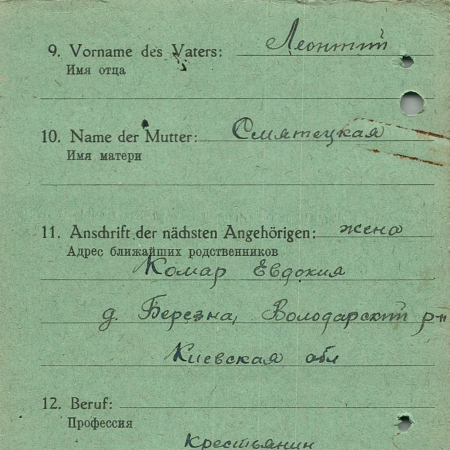 9. Vorname des Vaters: Леонтий
Имя отца
10. Name der Mutter: Смятецкая
Имя матери
11. Anschrift der nächsten Angehörigen: жена
Адрес ближайших родственников
Комар Евдокия
д. Березна, Володарский р-н
Киевская обл
12. Beruf:
Профессия
Крестьянин